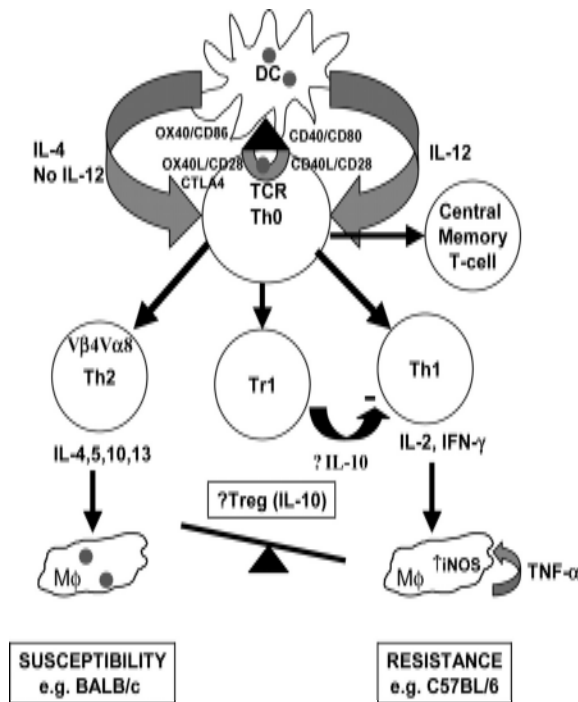 DC
OX40/CD86
CD40/CD80
IL-4
No IL-12
IL-12
OX40L/CD28
CD40L/CD28
CTLA4
TCR
Th0
Central
Memory
T-cell
Vβ4Vα8
Th2
Tr1
Th1
-
IL-4,5,10,13
? IL-10
IL-2, IFN-γ
?Treg (IL-10)
Mϕ
Mϕ
↑iNOS
TNF-α
SUSCEPTIBILITY
e.g. BALB/c
RESISTANCE
e.g. C57BL/6